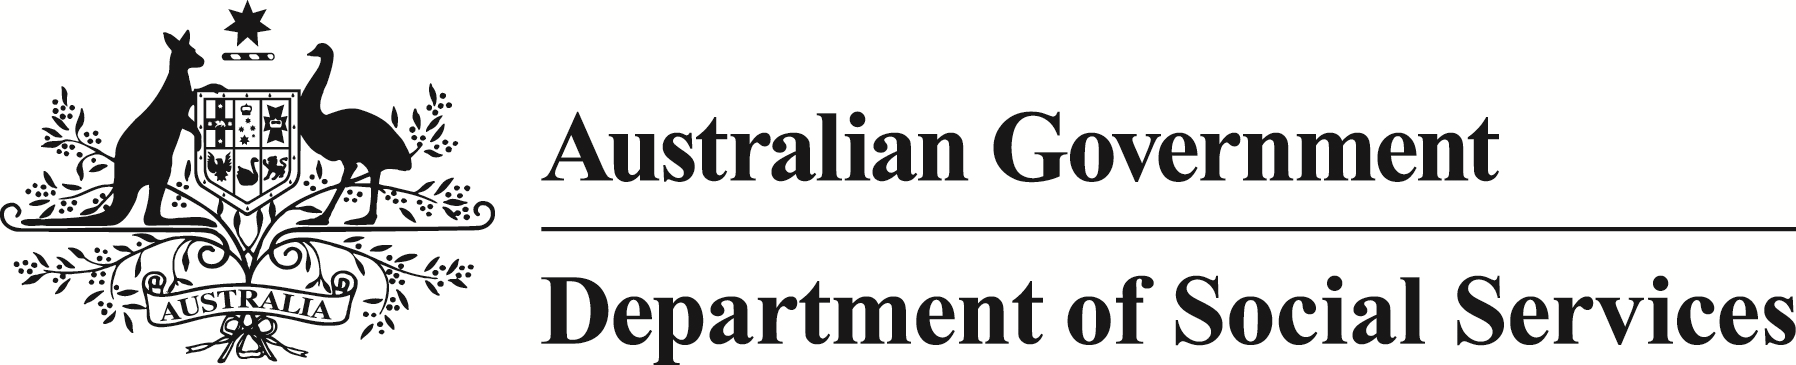 AUSTRALIA
Australian Government
Department of Social Services